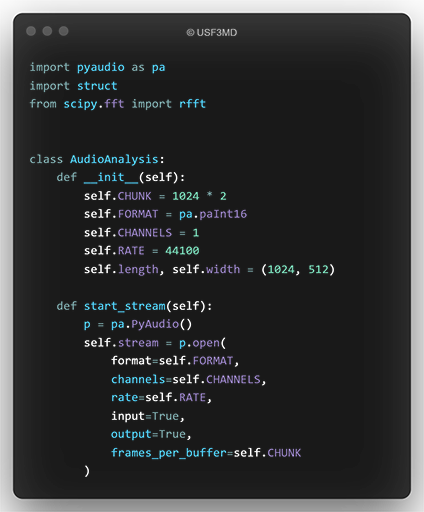 © USF3MD
import pyaudio as pa
import struct
from scipy.fft import rfft
class AudioAnalysis:
    def __init__(self):
        self.CHUNK = 1024 * 2
        self.FORMAT = pa.paInt16
        self.CHANNELS = 1
        self.RATE = 44100
        self.length, self.width = (1024, 512)
    def start_stream(self):
        p = pa.PyAudio()
        self.stream = p.open(
            format=self.FORMAT,
            channels=self.CHANNELS,
            rate=self.RATE,
            input=True,
            output=True,
            frames_per_buffer=self.CHUNK
        )